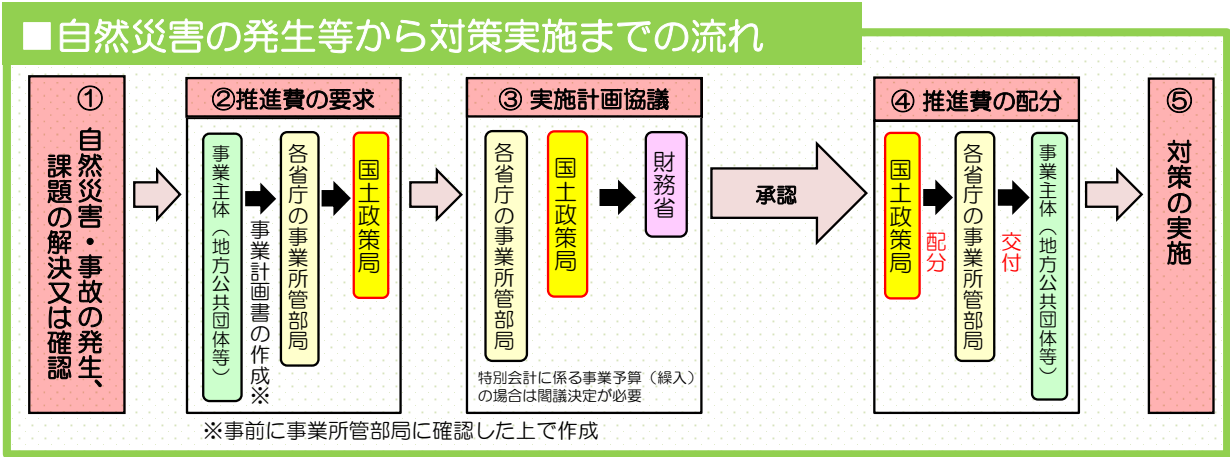 ■自然災害の発生等から対策実施までの流れ
①
自然災害・事故の発生、
課題の解決又は確認
②推進費の要求
事業主体（地方公共団体等）
事業計画書の作成※
各省庁の事業所管部局
国土政策局
③ 実施計画協議
各省庁の事業所管部局
国土政策局
財務省
特別会計に係る事業予算（繰入）
の場合は閣議決定が必要
承認
④ 推進費の配分
国土政策局
配分
各省庁の事業所管部局
交付
事業主体（地方公共団体等）
⑤
対策の実施
※事前に事業所管部局に確認した上で作成